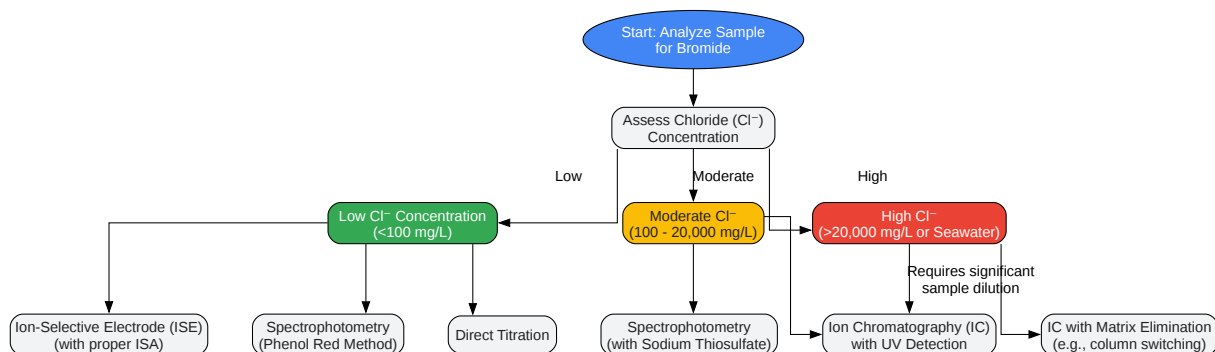 Start: Analyze Sample
for Bromide
Assess Chloride (Cl⁻)
Concentration
Low
Moderate
High
Low Cl⁻ Concentration
(<100 mg/L)
Moderate Cl⁻
(100 - 20,000 mg/L)
High Cl⁻
(>20,000 mg/L or Seawater)
Requires significant
sample dilution
Ion-Selective Electrode (ISE)
(with proper ISA)
Spectrophotometry
(Phenol Red Method)
Direct Titration
Spectrophotometry
(with Sodium Thiosulfate)
Ion Chromatography (IC)
with UV Detection
IC with Matrix Elimination
(e.g., column switching)